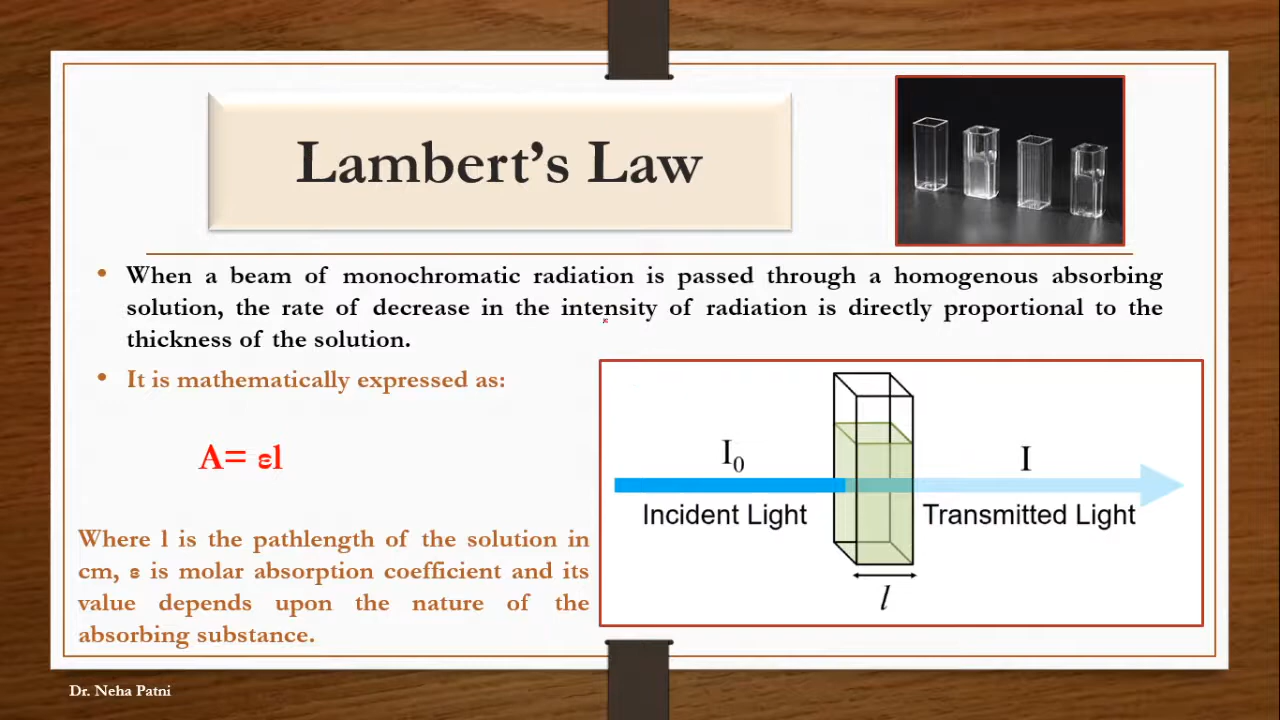 Lambert’s Law
• When a beam of monochromatic radiation is passed through a homogenous absorbing
solution, the rate of decrease in the intensity of radiation is directly proportional to the
thickness of the solution.
• It is mathematically expressed as:
A= εl
Where l is the pathlength of the solution in
cm, ε is molar absorption coefficient and its
value depends upon the nature of the
absorbing substance.
I₀
I
Incident Light
Transmitted Light
l
Dr. Neha Patni